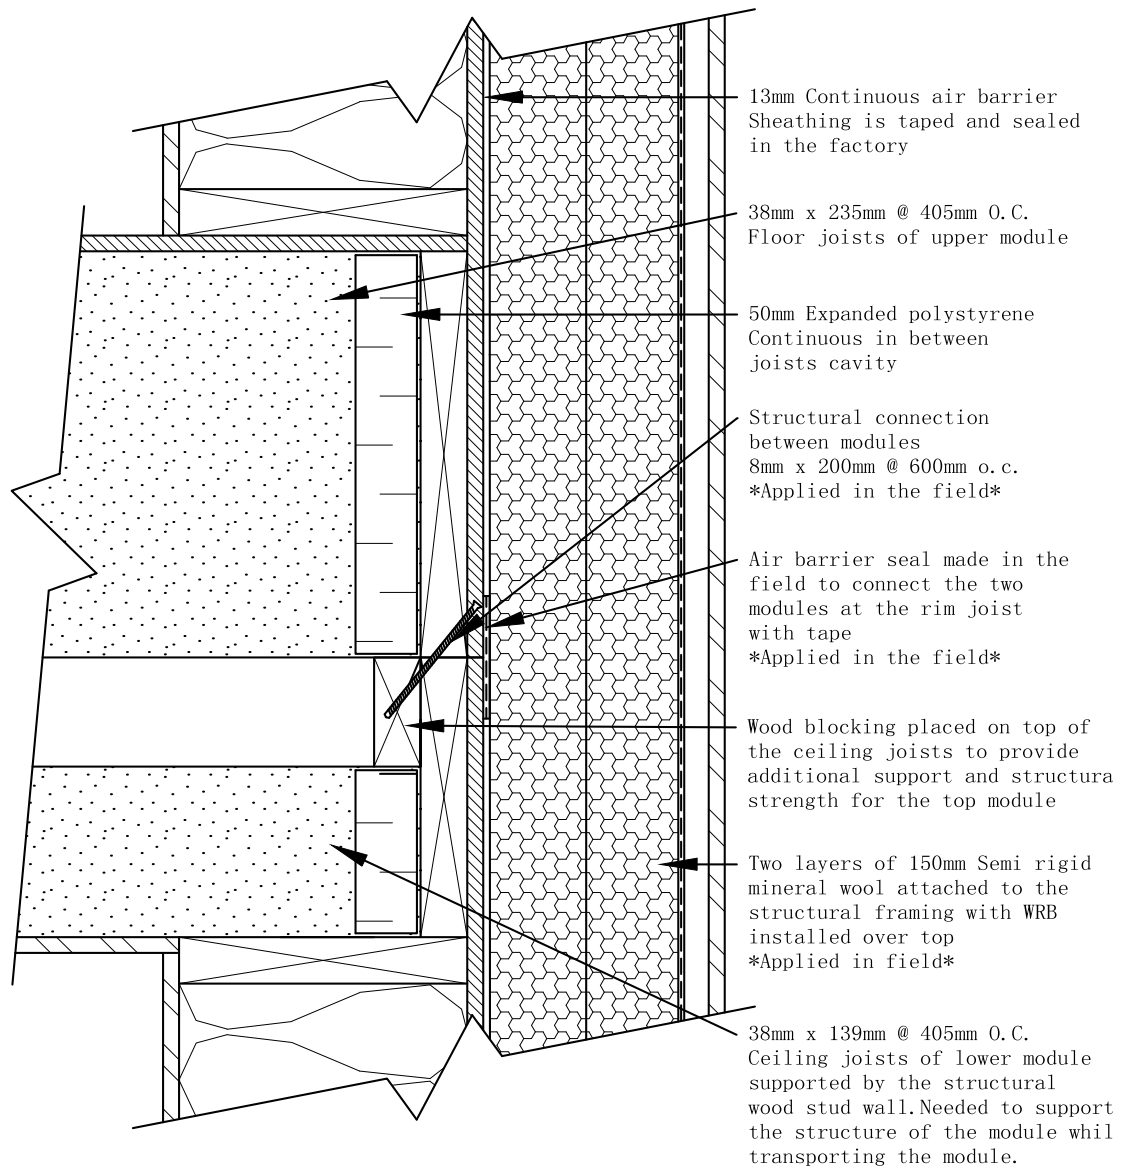 13mm Continuous air barrier
Sheathing is taped and sealed
in the factory
38mm x 235mm @ 405mm O.C.
Floor joists of upper module
50mm Expanded polystyrene
Continuous in between
joists cavity
Structural connection
between modules
8mm x 200mm @ 600mm o.c.
*Applied in the field*
Air barrier seal made in the
field to connect the two
modules at the rim joist
with tape
*Applied in the field*
Wood blocking placed on top of
the ceiling joists to provide
additional support and structura
strength for the top module
Two layers of 150mm Semi rigid
mineral wool attached to the
structural framing with WRB
installed over top
*Applied in field*
38mm x 139mm @ 405mm O.C.
Ceiling joists of lower module
supported by the structural
wood stud wall.Needed to support
the structure of the module whil
transporting the module.